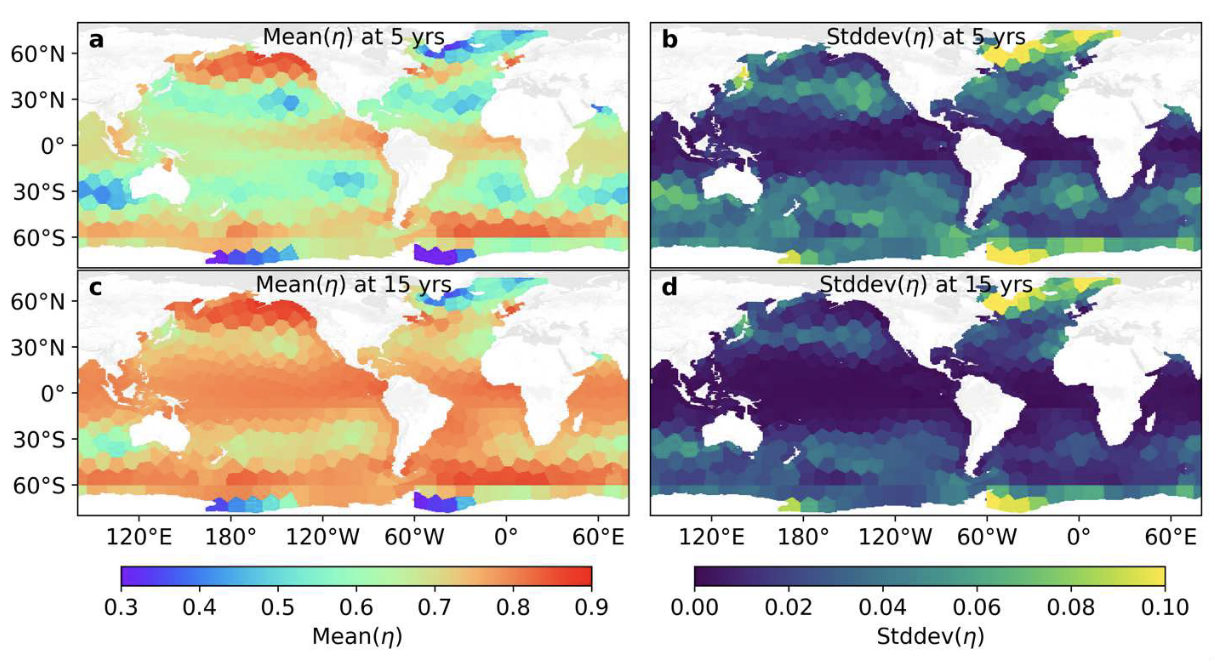 a
Mean(η) at 5 yrs
b
Stddev(η) at 5 yrs
60°N
30°N
0°
30°S
60°S
c
Mean(η) at 15 yrs
d
Stddev(η) at 15 yrs
60°N
30°N
0°
30°S
60°S
120°E 180° 120°W 60°W 0° 60°E
120°E 180° 120°W 60°W 0° 60°E
0.3 0.4 0.5 0.6 0.7 0.8 0.9
Mean(η)
0.00 0.02 0.04 0.06 0.08 0.10
Stddev(η)